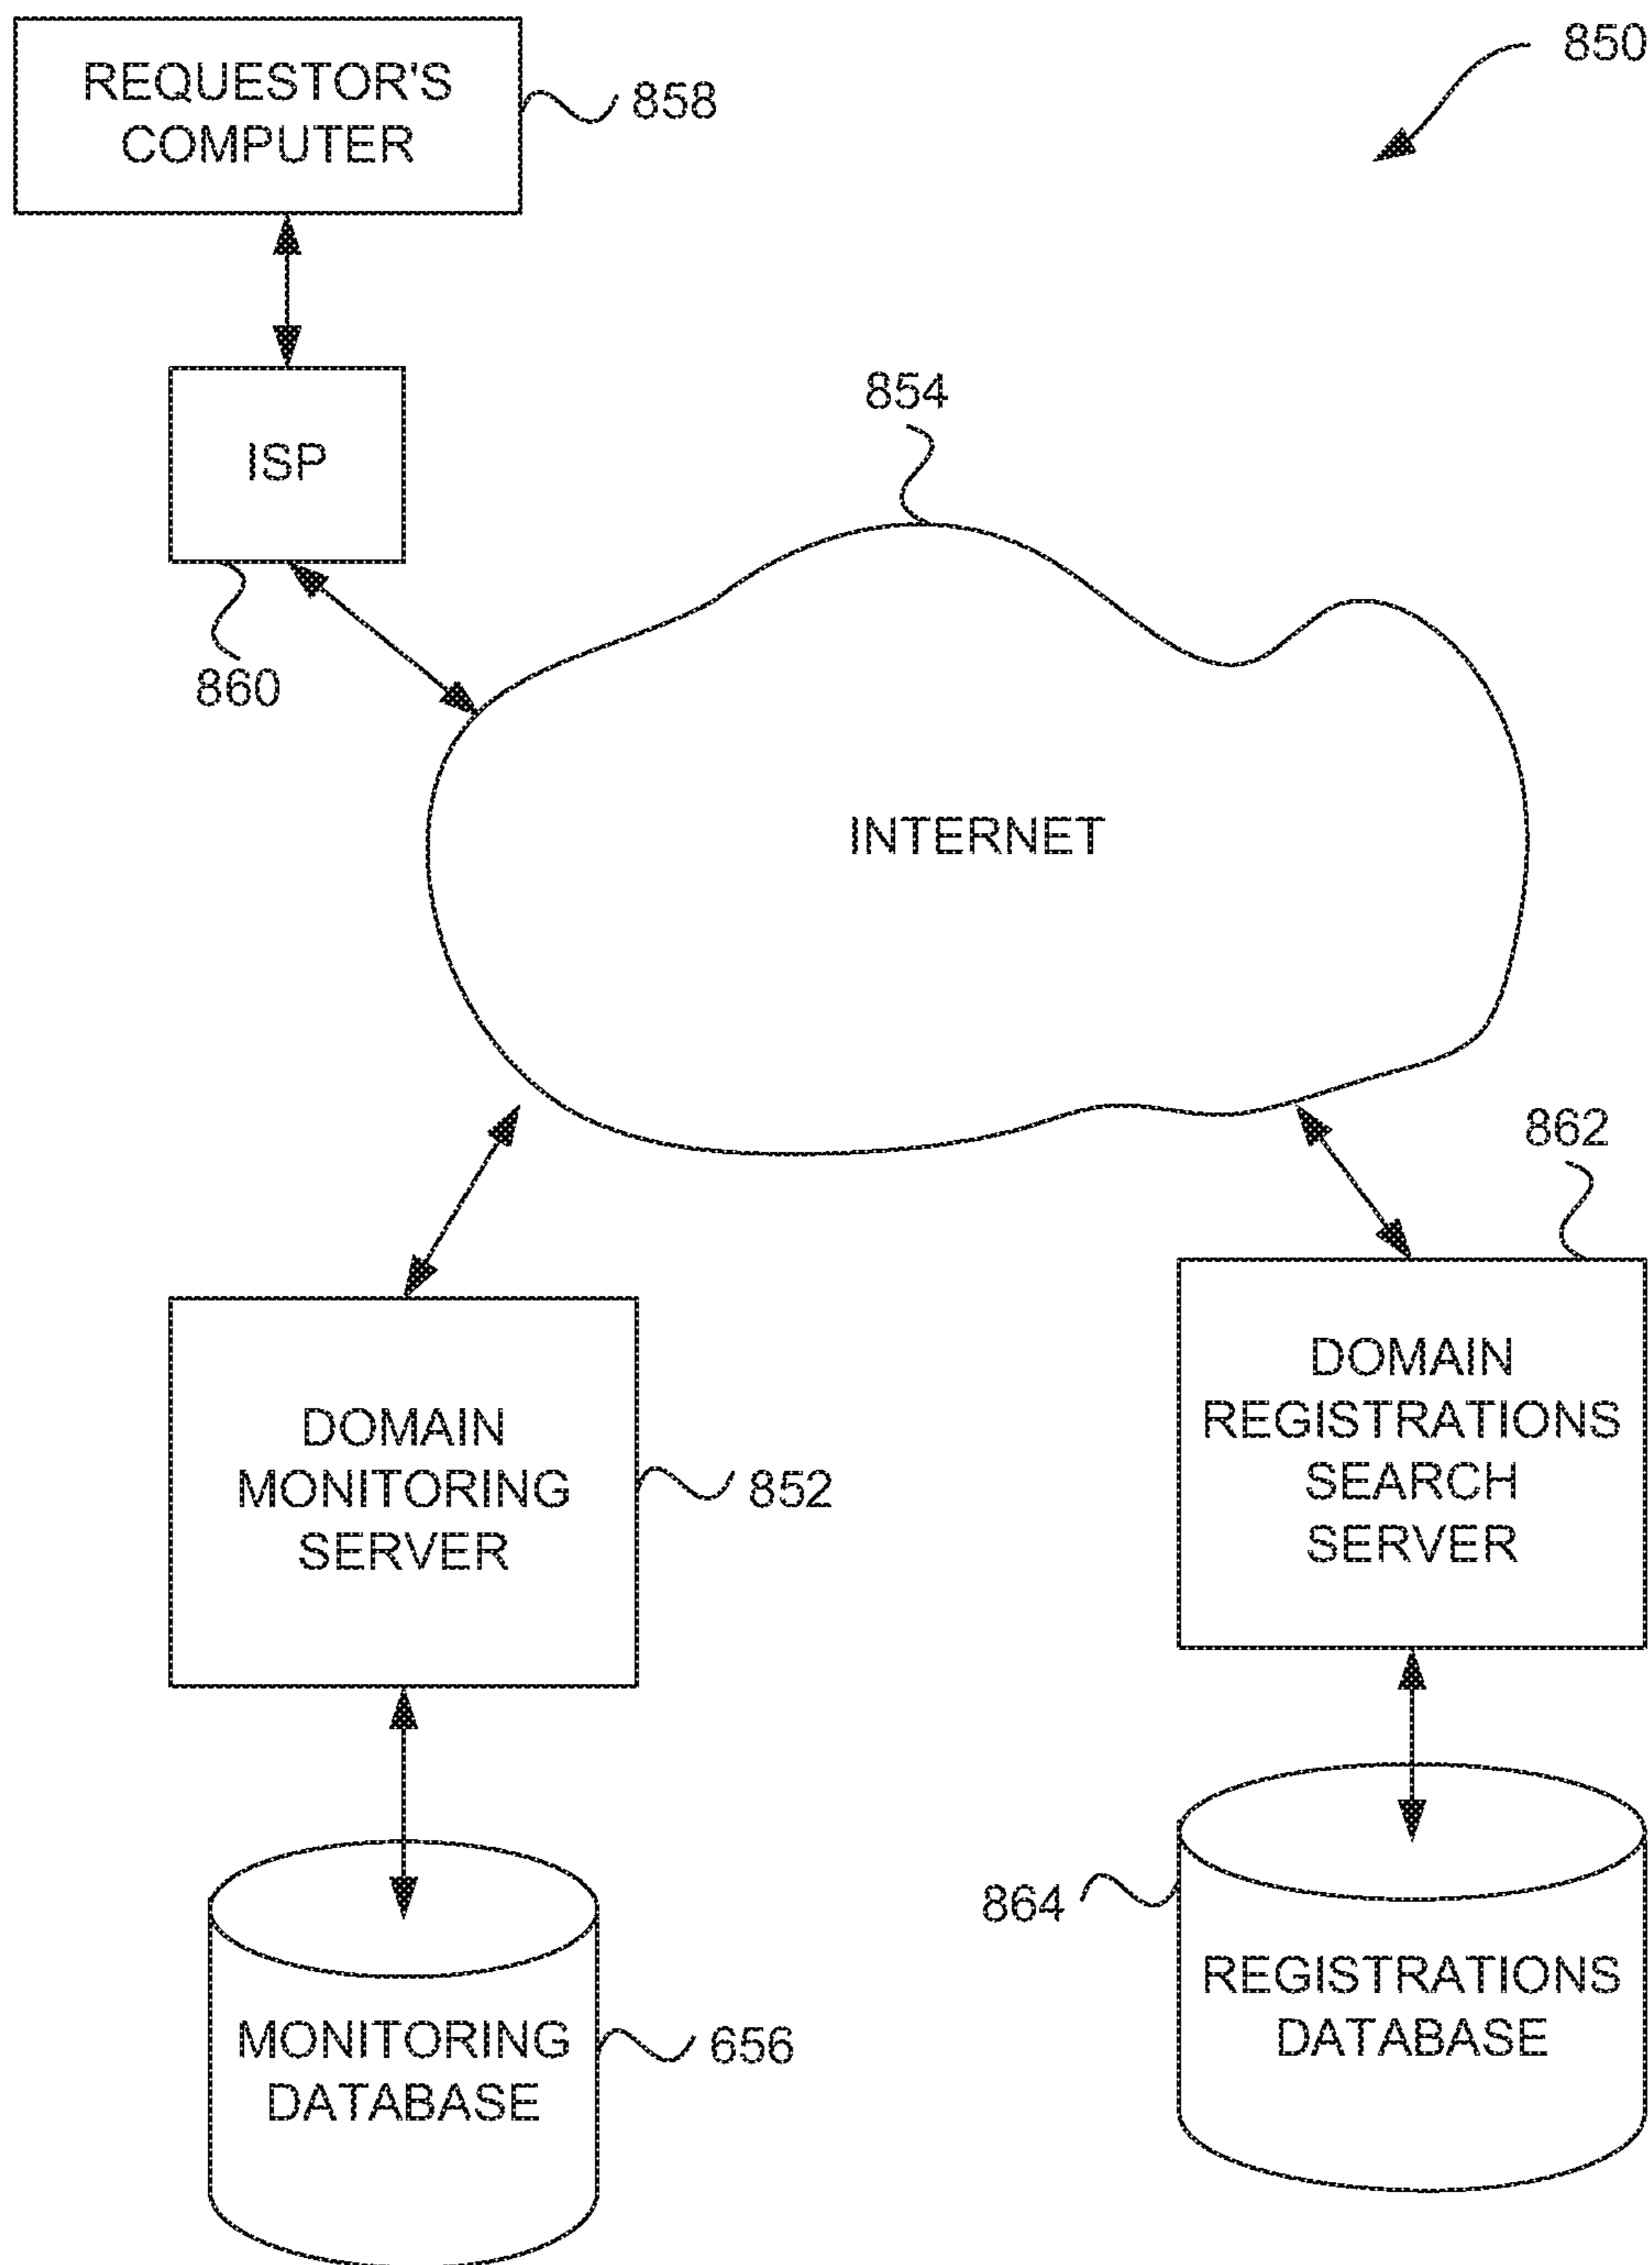 850
REQUESTOR'S
COMPUTER
858
ISP
854
860
INTERNET
862
DOMAIN
MONITORING
SERVER
852
DOMAIN
REGISTRATIONS
SEARCH
SERVER
864
REGISTRATIONS
DATABASE
MONITORING
DATABASE
656